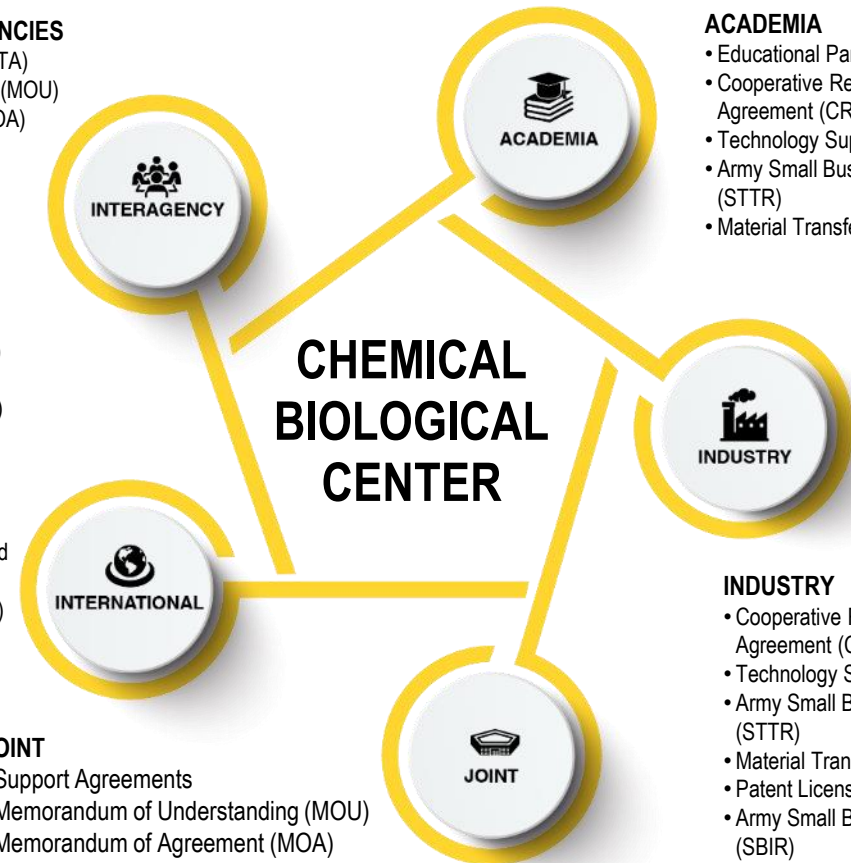 NCIES
TA)
(MOU)
OA)
ACADEMIA
• Educational Pa
• Cooperative Re
Agreement (CR
• Technology Su
• Army Small Bus
(STTR)
• Material Transf
ACADEMIA
INTERAGENCY
CHEMICAL
BIOLOGICAL
CENTER
)
INDUSTRY
d
)
INTERNATIONAL
INDUSTRY
• Cooperative
Agreement (
• Technology S
• Army Small B
(STTR)
• Material Tran
• Patent Licens
• Army Small B
(SBIR)
JOINT
OINT
Support Agreements
Memorandum of Understanding (MOU)
Memorandum of Agreement (MOA)